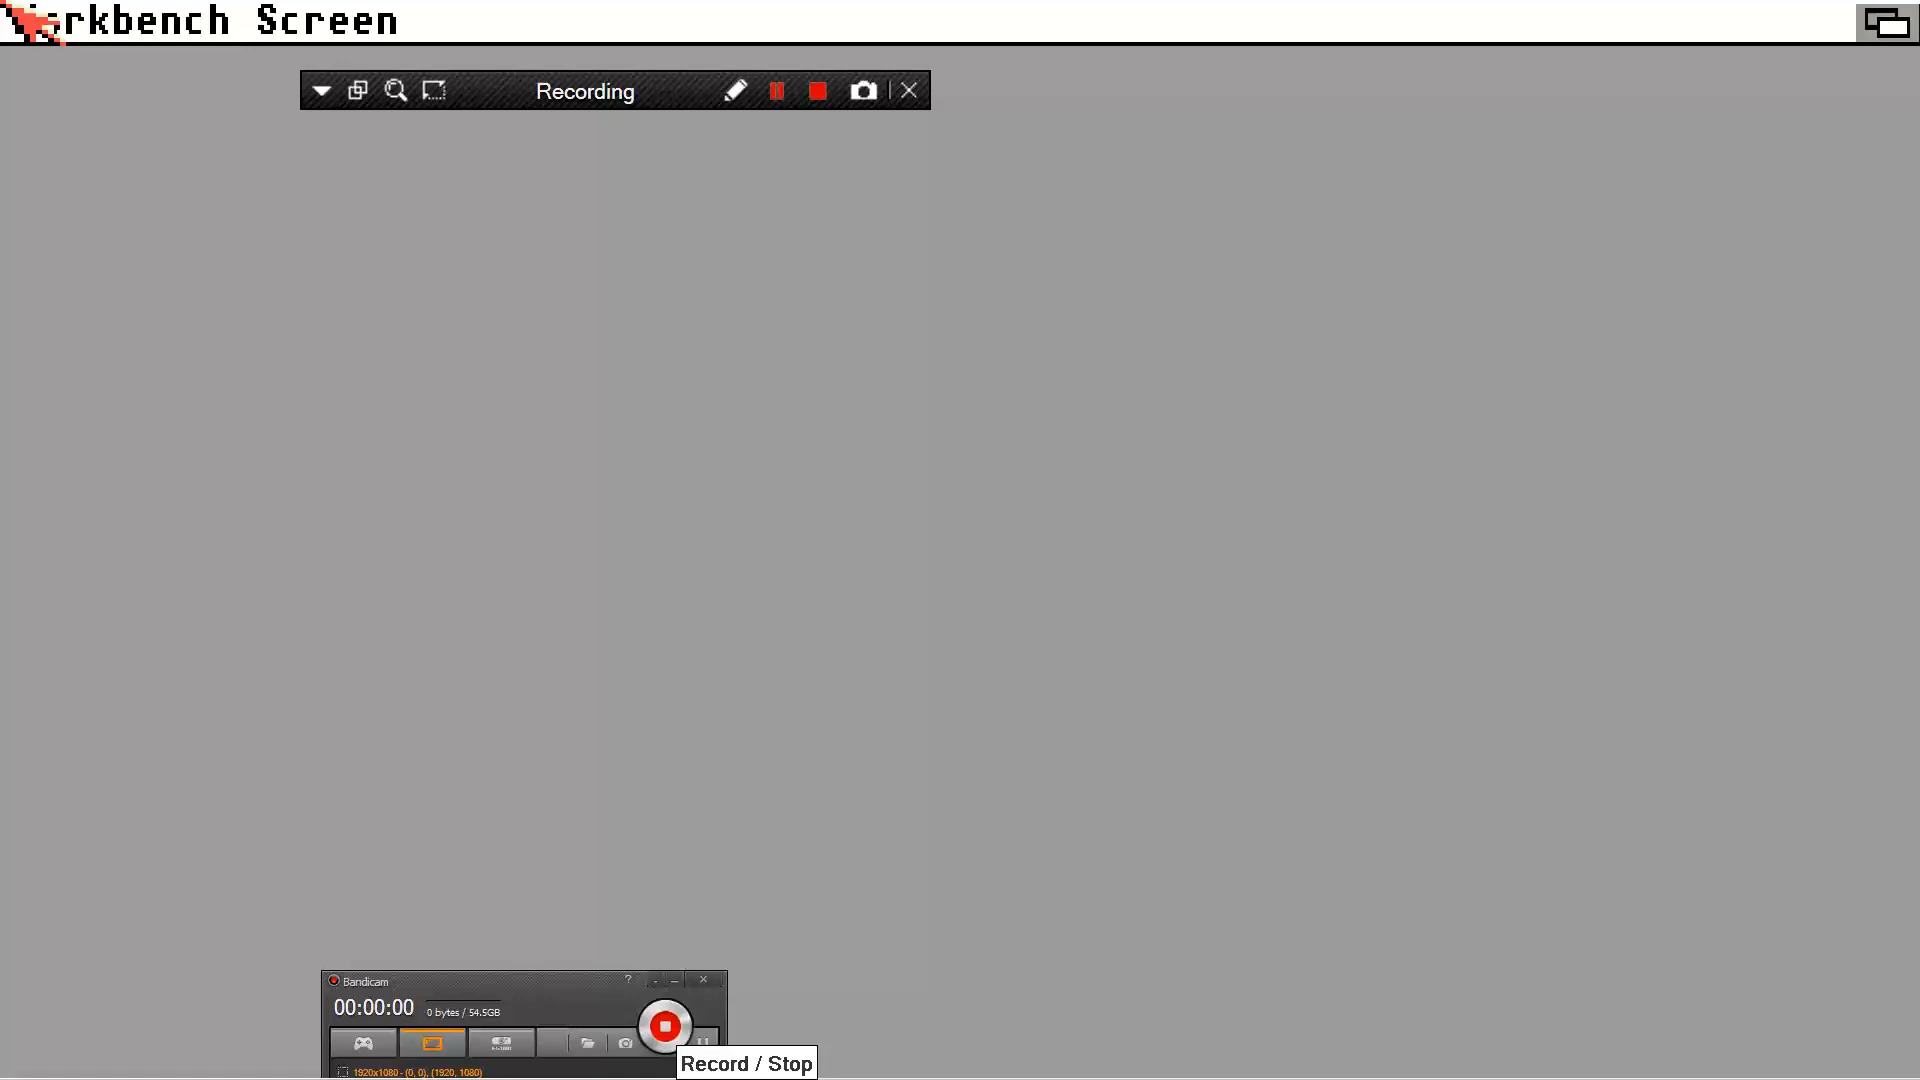 rkbench Screen
Recording
Bandicam
?
00:00:00
0 bytes / 54.5GB
1920x1080 - (0, 0), (1920, 1080)
Record / Stop